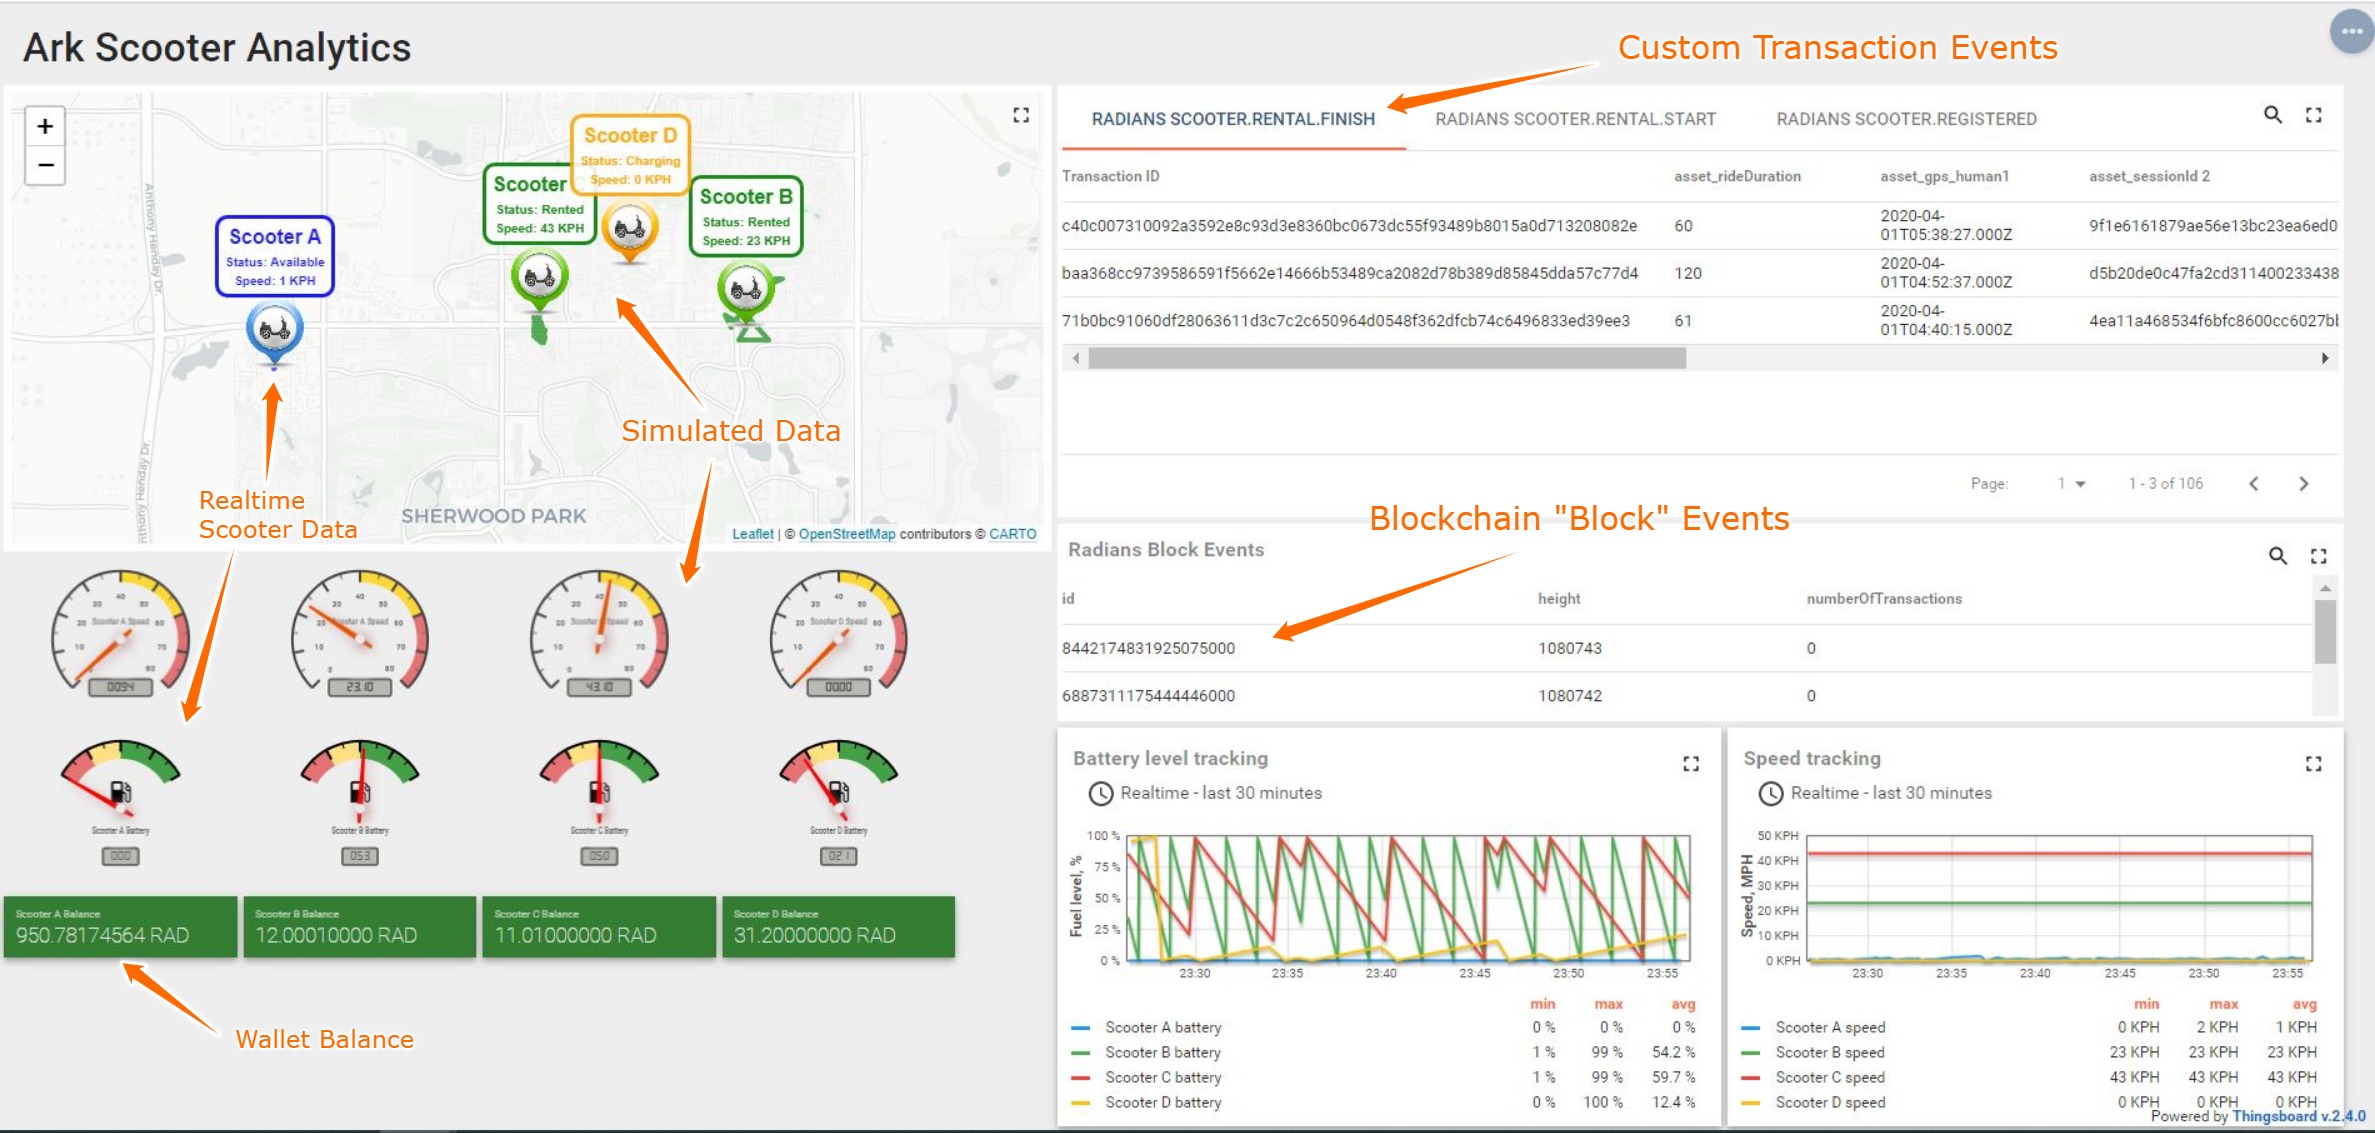 Ark Scooter Analytics
Custom Transaction Events
+
−
Scooter D
Status: Charging
Speed: 0 KPH
Scooter
Status: Rented
Speed: 43 KPH
Scooter B
Status: Rented
Speed: 23 KPH
Scooter A
Status: Available
Speed: 1 KPH
Anthony Henday Dr.
Anthony Henday Dr.
Simulated Data
Realtime
Scooter Data
SHERWOOD PARK
Leaflet | © OpenStreetMap contributors © CARTO
RADIANS SCOOTER.RENTAL.FINISH RADIANS SCOOTER.RENTAL.START RADIANS SCOOTER.REGISTERED
Transaction ID asset_rideDuration asset_gps_human1 asset_sessionId 2
c40c007310092a3592e8c93d3e8360bc0673dc55f93489b8015a0d713208082e 60 2020-04-
01T05:38:27.000Z 9f1e6161879ae56e13bc23ea6ed0
baa368cc9739586591f5662e14666b53489ca2082d78b389d85845dda57c77d4 120 2020-04-
01T04:52:37.000Z d5b20de0c47fa2cd311400233438
71b0bc91060df28063611d3c7c2c650964d0548f362dfcb74c6496833ed39ee3 61 2020-04-
01T04:40:15.000Z 4ea11a468534f6bfc8600cc6027bl
Page: 1 1 - 3 of 106
Blockchain "Block" Events
Radians Block Events
id height numberOfTransactions
8442174831925075000 1080743 0
6887311175444446000 1080742 0
Scooter A Speed
23.10
43.10
Scooter D Speed
00.00
Scooter A Battery
Scooter B Battery
Scooter C Battery
Scooter D Battery
000
053
050
021
Scooter A Balance
950.78174564 RAD
Scooter B Balance
12.00010000 RAD
Scooter C Balance
11.01000000 RAD
Scooter D Balance
31.20000000 RAD
Wallet Balance
Battery level tracking
Realtime - last 30 minutes
Fuel level, %
100 %
75 %
50 %
25 %
0 %
23:30 23:35 23:40 23:45 23:50 23:55
min max avg
Scooter A battery 0 % 0 % 0 %
Scooter B battery 1 % 99 % 54.2 %
Scooter C battery 1 % 99 % 59.7 %
Scooter D battery 0 % 100 % 12.4 %
Speed tracking
Realtime - last 30 minutes
Speed, MPH
50 KPH
40 KPH
30 KPH
20 KPH
10 KPH
0 KPH
23:30 23:35 23:40 23:45 23:50 23:55
min max avg
Scooter A speed 0 KPH 2 KPH 1 KPH
Scooter B speed 23 KPH 23 KPH 23 KPH
Scooter C speed 43 KPH 43 KPH 43 KPH
Scooter D speed 0 KPH 0 KPH 0 KPH
Powered by Thingsboard v.2.4.0